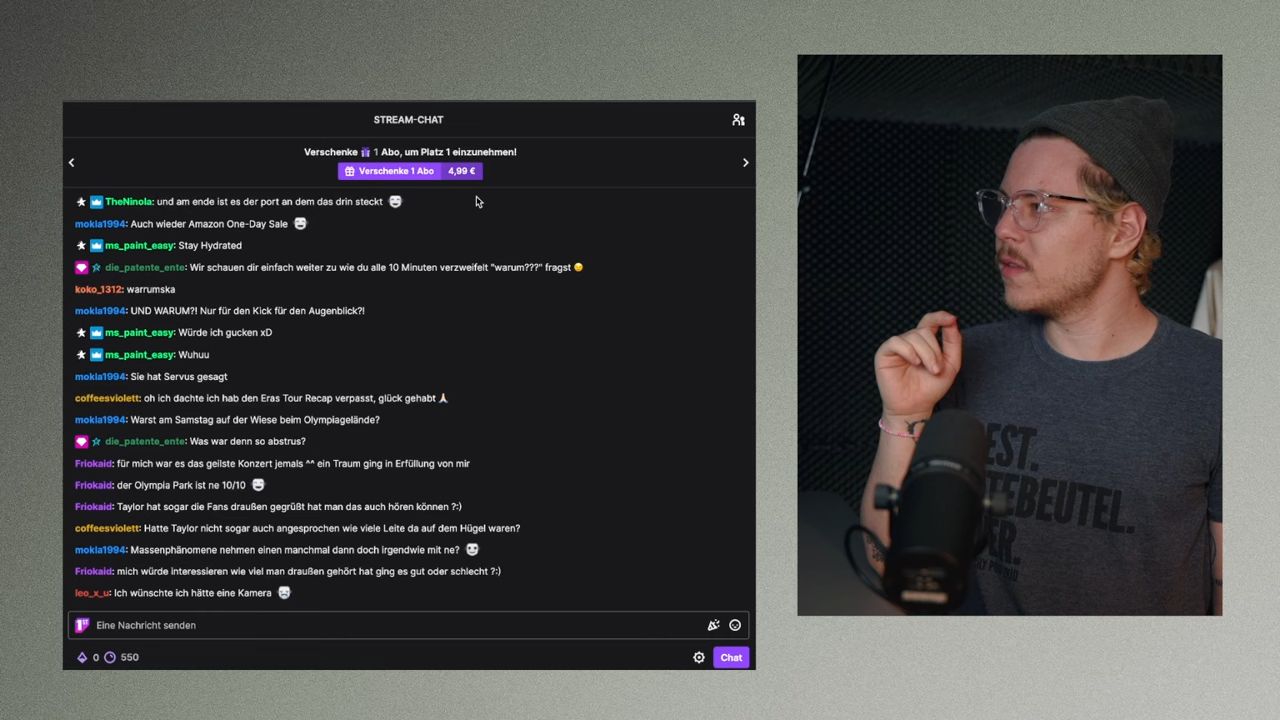 STREAM-CHAT
Verschenke 1 Abo, um Platz 1 einzunehmen!
Verschenke 1 Abo 4,99 €
TheNinola: und am ende ist es der port an dem das drin steckt
mokla1994: Auch wieder Amazon One-Day Sale
ms_paint_easy: Stay Hydrated
die_patente_ente: Wir schauen dir einfach weiter zu wie du alle 10 Minuten verzweifelt "warum???" fragst
koko_1312: warrumska
mokla1994: UND WARUM?! Nur für den Kick für den Augenblick?!
ms_paint_easy: Würde ich gucken xD
ms_paint_easy: Wuhuu
mokla1994: Sie hat Servus gesagt
coffeesviolett: oh ich dachte ich hab den Eras Tour Recap verpasst, glück gehabt 🙏🏻
mokla1994: Warst am Samstag auf der Wiese beim Olympiagelände?
die_patente_ente: Was war denn so abstrus?
Friokaid: für mich war es das geilste Konzert jemals ^^ ein Traum ging in Erfüllung von mir
Friokaid: der Olympia Park ist ne 10/10
Friokaid: Taylor hat sogar die Fans draußen gegrüßt hat man das auch hören können ?:)
coffeesviolett: Hatte Taylor nicht sogar auch angesprochen wie viele Leite da auf dem Hügel waren?
mokla1994: Massenphänomene nehmen einen manchmal dann doch irgendwie mit ne?
Friokaid: mich würde interessieren wie viel man draußen gehört hat ging es gut oder schlecht ?:)
leo_x_u: Ich wünschte ich hätte eine Kamera
Eine Nachricht senden
0 550
Chat